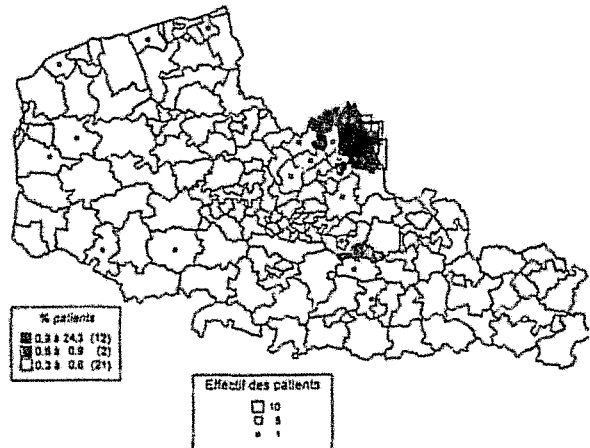 % patients
0.9 à 24.3 (12)
0.6 à 0.9 (2)
0.3 à 0.6 (21)
Effectif des patients
10
5
1